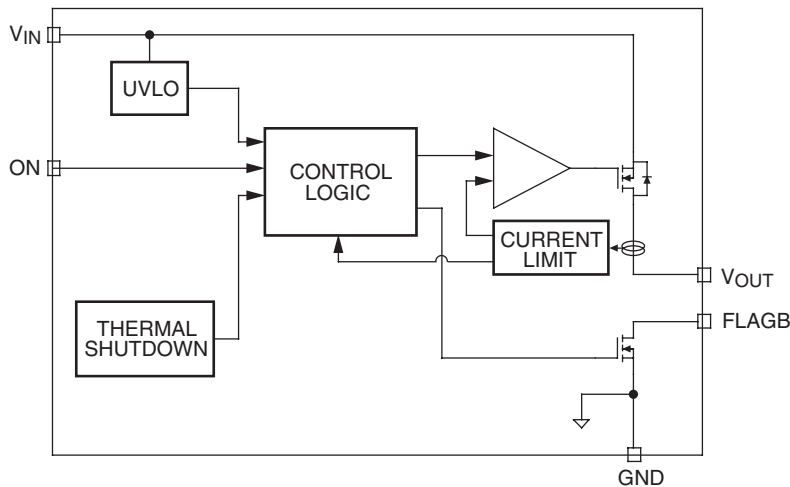 VIN
UVLO
ON
CONTROL
LOGIC
CURRENT
LIMIT
VOUT
THERMAL
SHUTDOWN
FLAGB
GND